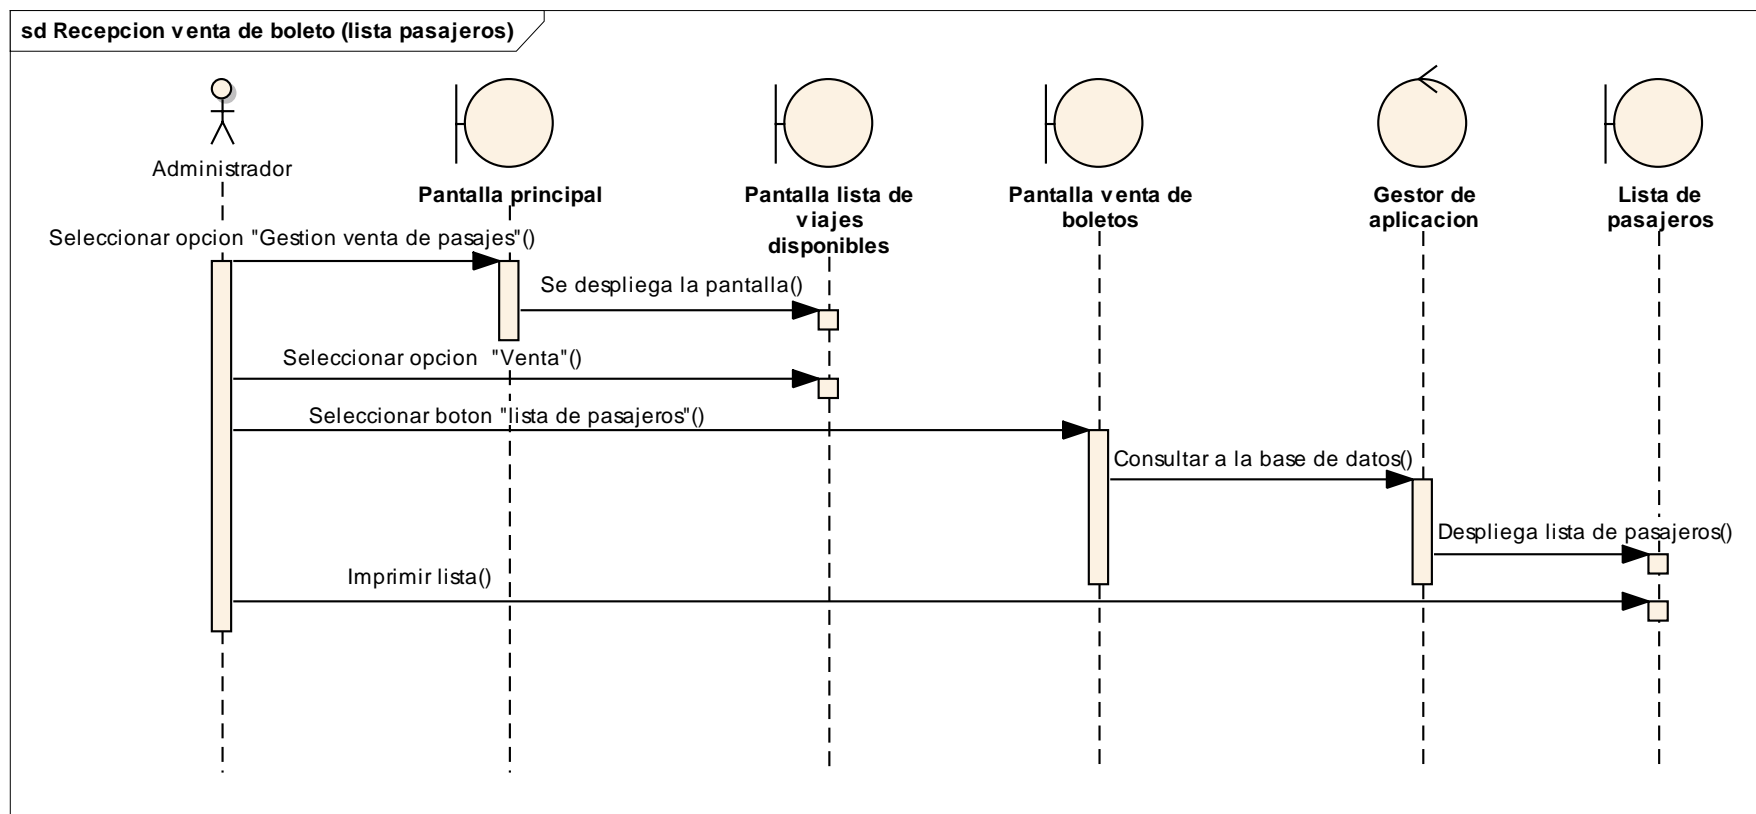 sd Recepcion venta de boleto (lista pasajeros)
Administrador
Pantalla principal
Pantalla lista de
viajes
disponibles
Pantalla venta de
boletos
Gestor de
aplicacion
Lista de
pasajeros
Seleccionar opcion "Gestion venta de pasajes"()
Se despliega la pantalla()
Seleccionar opcion  "Venta"()
Seleccionar boton "lista de pasajeros"()
Consultar a la base de datos()
Despliega lista de pasajeros()
Imprimir lista()